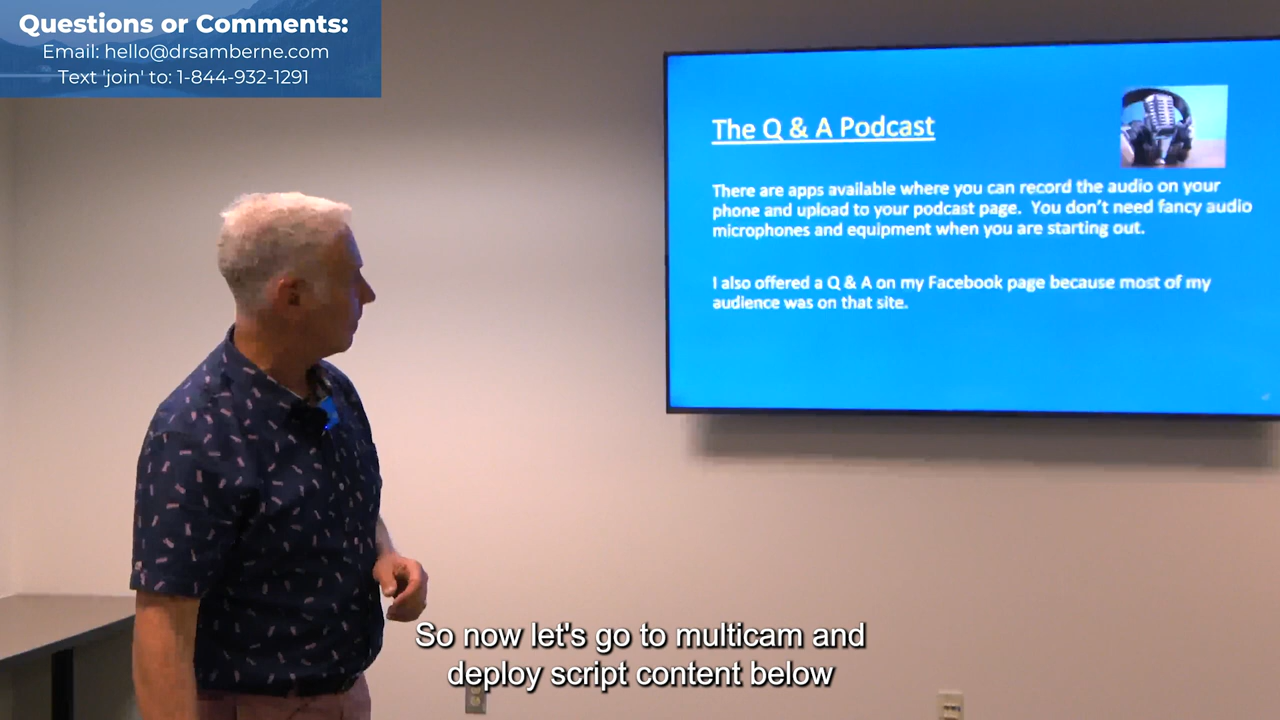 Questions or Comments:
Email: hello@drsamberne.com
Text 'join' to: 1-844-932-1291
The Q & A Podcast
There are apps available where you can record the audio on your
phone and upload to your podcast page.  You don't need fancy audio
microphones and equipment when you are starting out.
I also offered a Q & A on my Facebook page because most of my
audience was on that site.
So now let's go to multicam and
deploy script content below